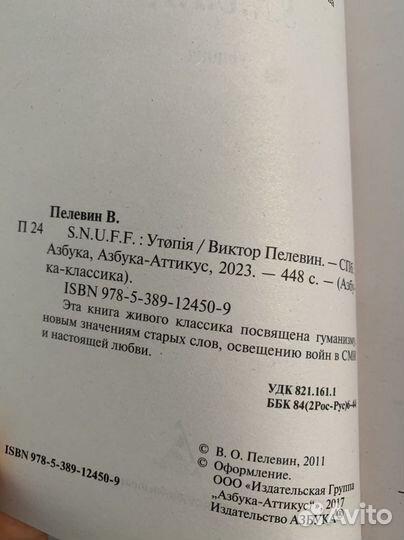 Пелевин В.
П 24 S.N.U.F.F. : Утøпiя / Виктор Пелевин. — СПб.
Азбука, Азбука-Аттикус, 2023. — 448 с. — (Азбу
ка-классика).
ISBN 978-5-389-12450-9
Эта книга живого классика посвящена гуманизму,
новым значениям старых слов, освещению войн в СМИ
и настоящей любви.
УДК 821.161.1
ББК 84(2Рос-Рус)6-44
ISBN 978-5-389-12450-9
© В. О. Пелевин, 2011
© Оформление.
ООО «Издательская Группа
„Азбука-Аттикус“», 2017
Издательство АЗБУКА®
Avito